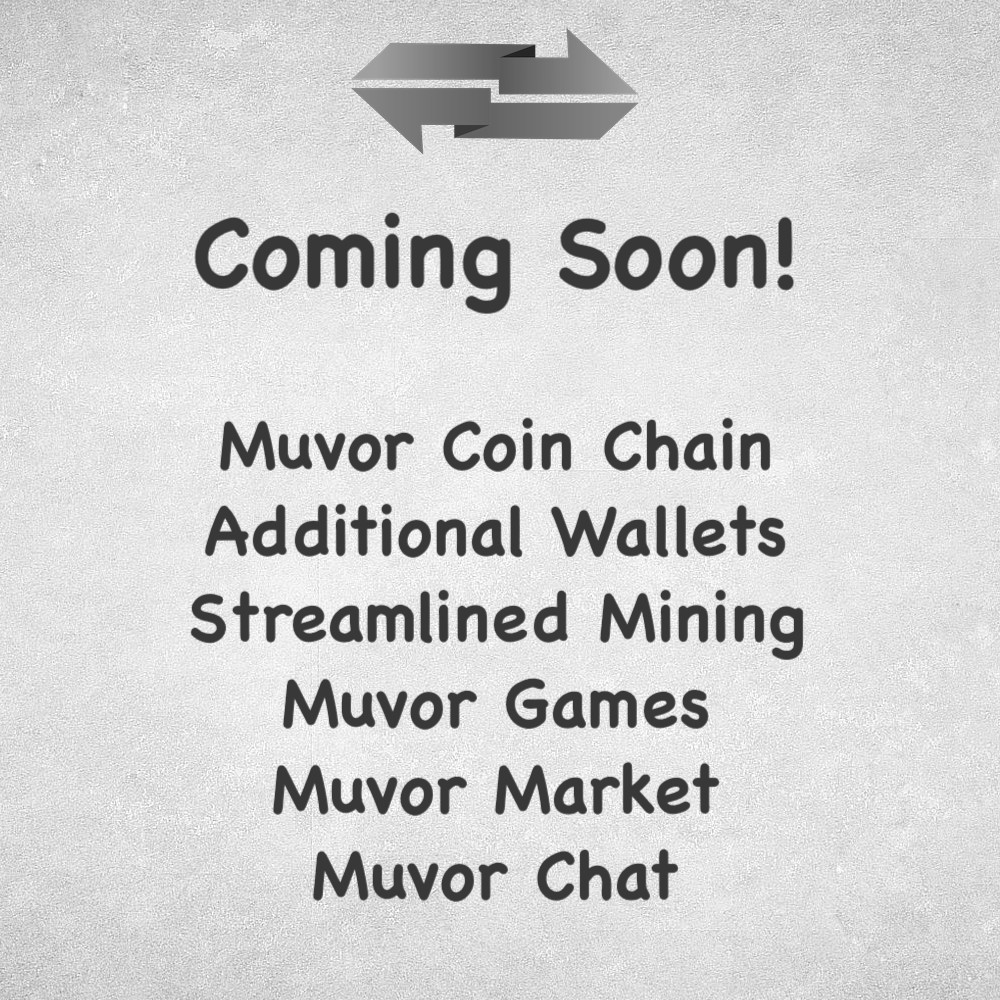 Coming Soon!
Muvor Coin Chain
Additional Wallets
Streamlined Mining
Muvor Games
Muvor Market
Muvor Chat